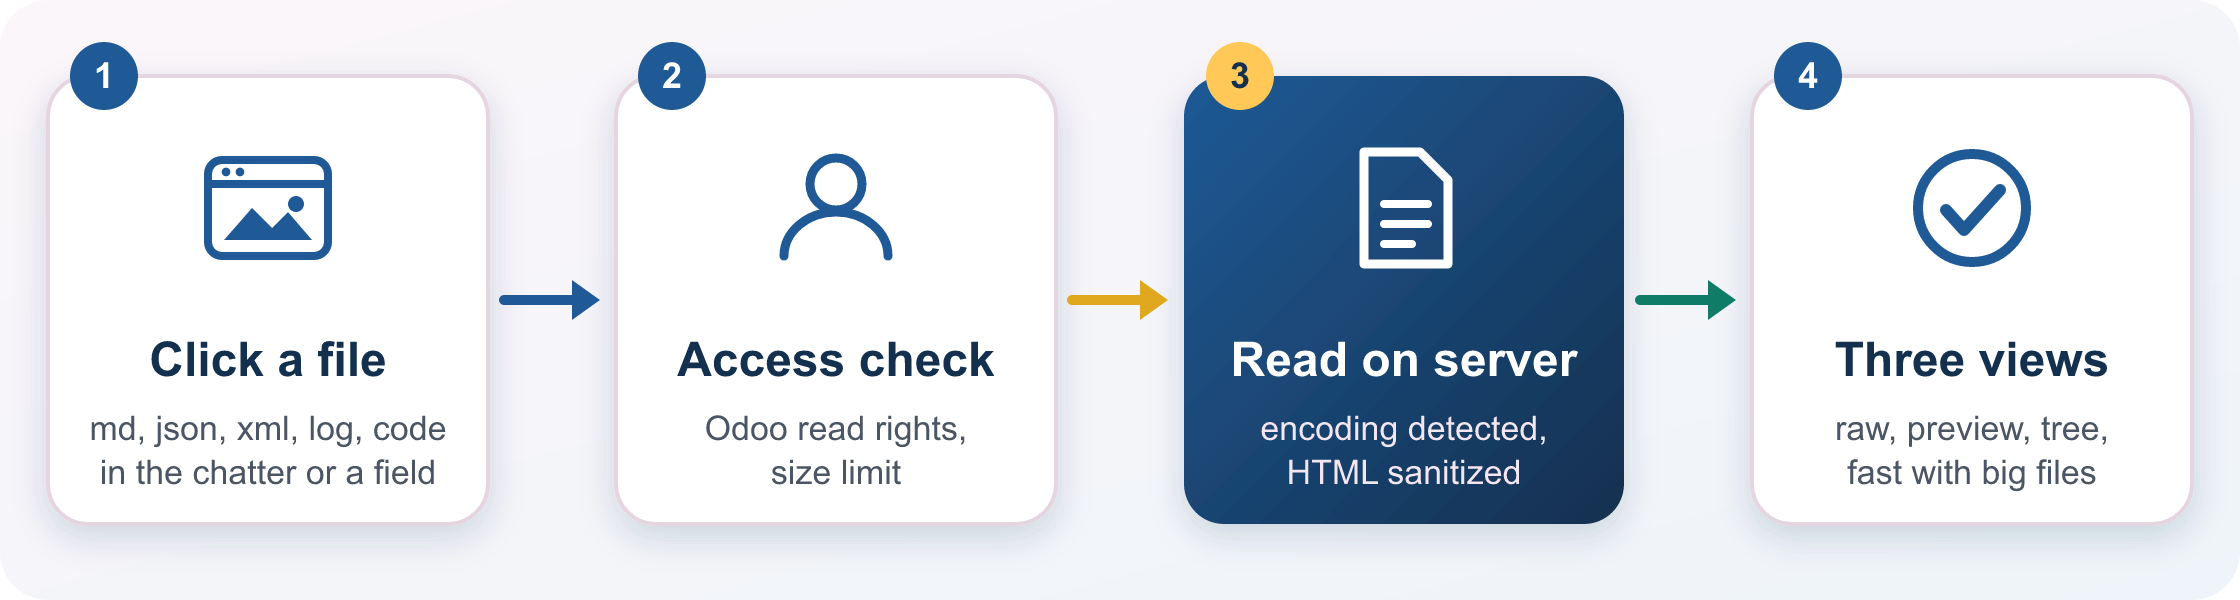 1
Click a file
md, json, xml, log, code
in the chatter or a field
2
Access check
Odoo read rights,
size limit
3
Read on server
encoding detected,
HTML sanitized
4
Three views
raw, preview, tree,
fast with big files